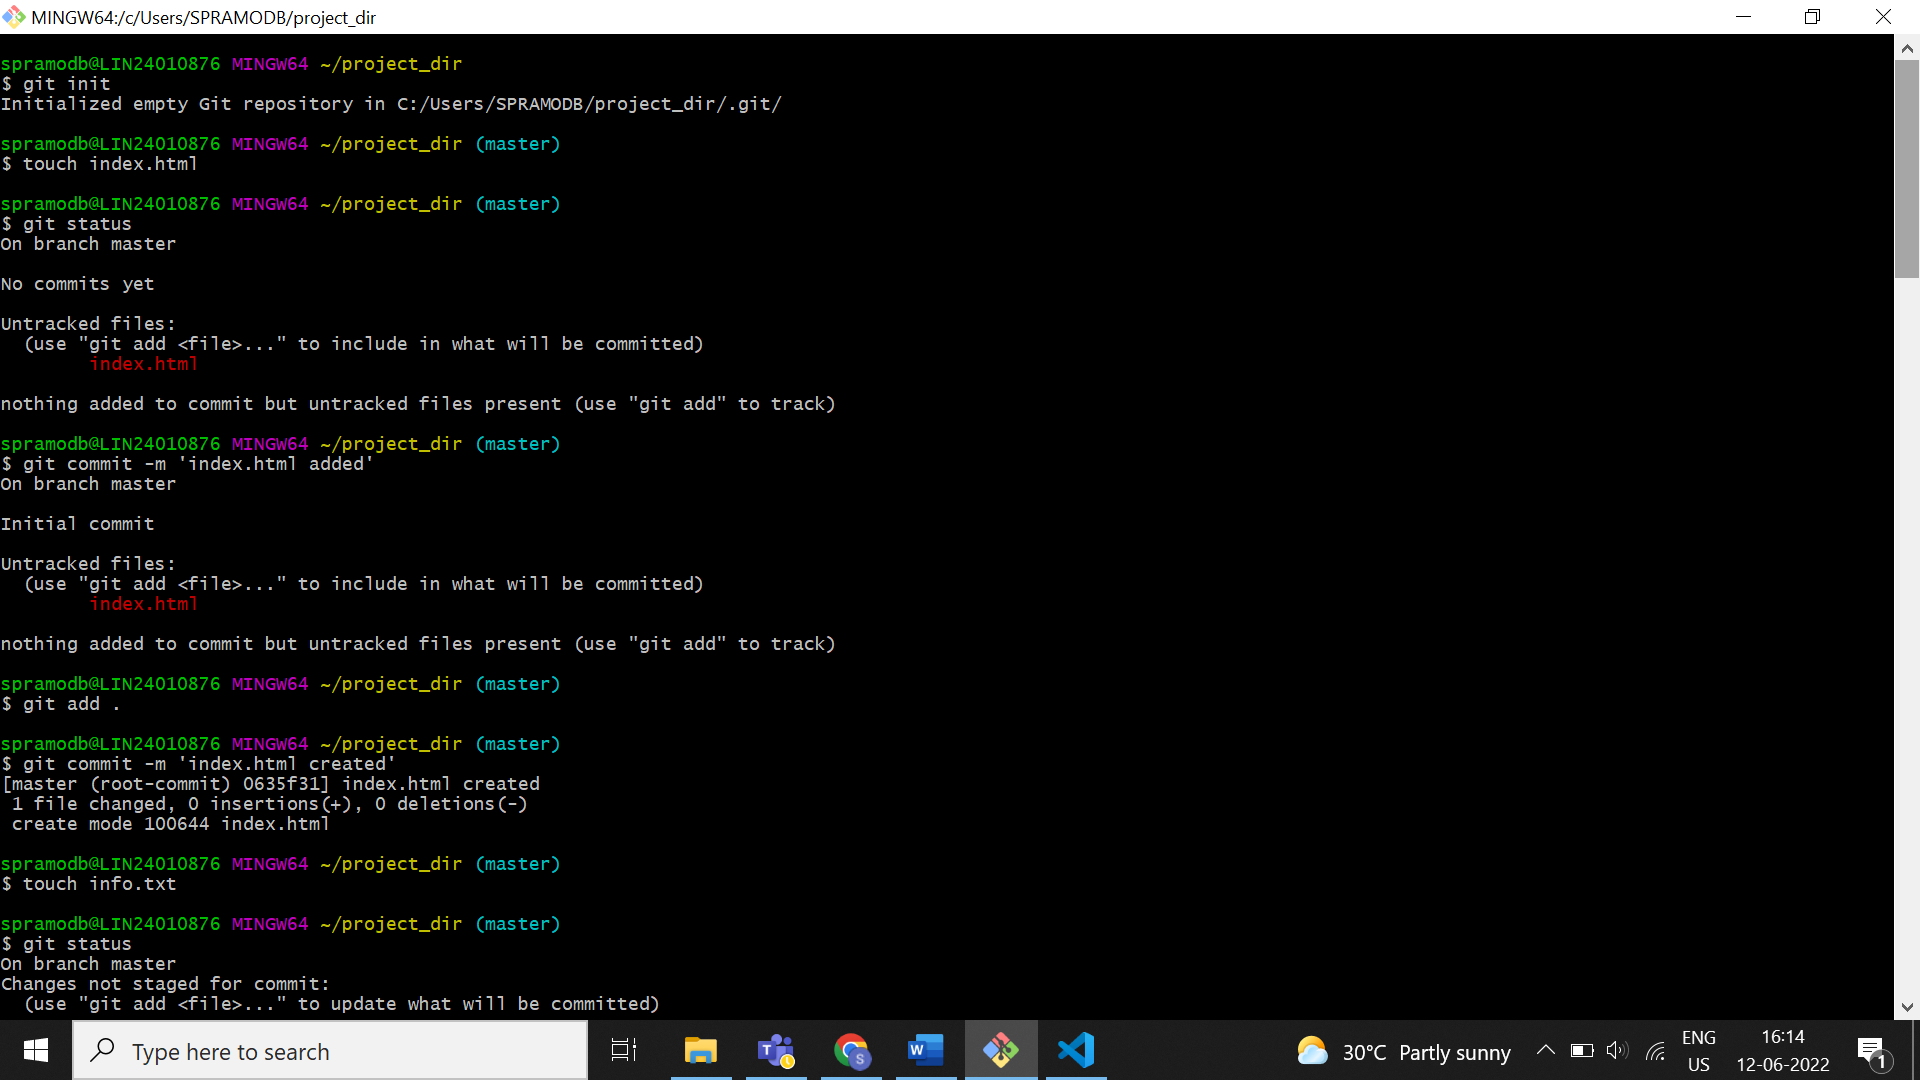 MINGW64:/c/Users/SPRAMODB/project_dir
spramodb@LIN24010876 MINGW64 ~/project_dir
$ git init
Initialized empty Git repository in C:/Users/SPRAMODB/project_dir/.git/
spramodb@LIN24010876 MINGW64 ~/project_dir (master)
$ touch index.html
spramodb@LIN24010876 MINGW64 ~/project_dir (master)
$ git status
On branch master
No commits yet
Untracked files:
(use "git add <file>..." to include in what will be committed)
index.html
nothing added to commit but untracked files present (use "git add" to track)
spramodb@LIN24010876 MINGW64 ~/project_dir (master)
$ git commit -m 'index.html added'
On branch master
Initial commit
Untracked files:
(use "git add <file>..." to include in what will be committed)
index.html
nothing added to commit but untracked files present (use "git add" to track)
spramodb@LIN24010876 MINGW64 ~/project_dir (master)
$ git add .
spramodb@LIN24010876 MINGW64 ~/project_dir (master)
$ git commit -m 'index.html created'
[master (root-commit) 0635f31] index.html created
1 file changed, 0 insertions(+), 0 deletions(-)
create mode 100644 index.html
spramodb@LIN24010876 MINGW64 ~/project_dir (master)
$ touch info.txt
spramodb@LIN24010876 MINGW64 ~/project_dir (master)
$ git status
On branch master
Changes not staged for commit:
(use "git add <file>..." to update what will be committed)
Type here to search
T
S
W
30°C Partly sunny
ENG
US
16:14
12-06-2022
1